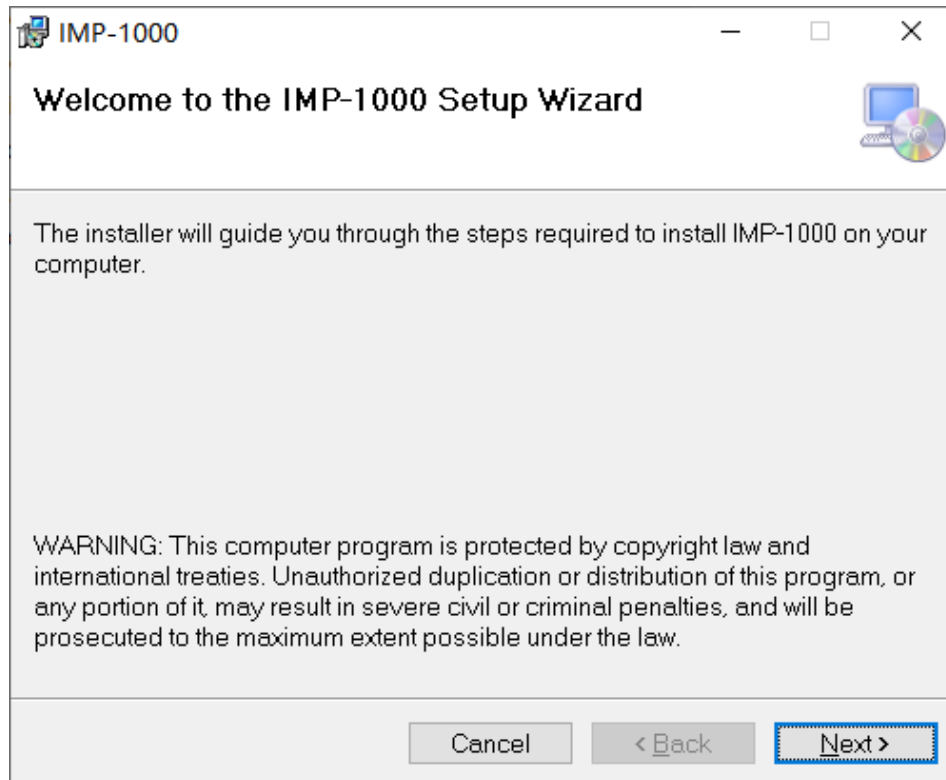 IMP-1000
Welcome to the IMP-1000 Setup Wizard
The installer will guide you through the steps required to install IMP-1000 on your
computer.
WARNING: This computer program is protected by copyright law and
international treaties. Unauthorized duplication or distribution of this program, or
any portion of it, may result in severe civil or criminal penalties, and will be
prosecuted to the maximum extent possible under the law.
Cancel < Back Next >